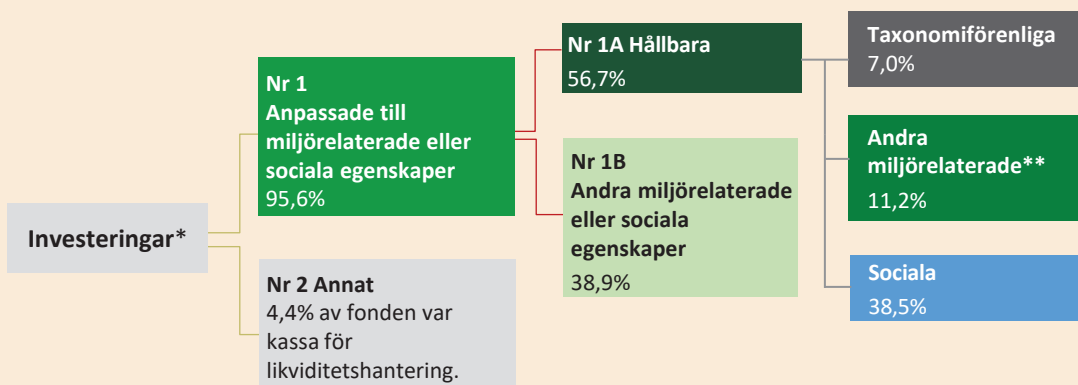 Investeringar*
Nr 1
Anpassade till
miljörelaterade eller
sociala egenskaper
95,6%
Nr 2 Annat
4,4% av fonden var
kassa för
likviditetshantering.
Nr 1A Hållbara
56,7%
Nr 1B
Andra miljörelaterade
eller sociala
egenskaper
38,9%
Taxonomiförenliga
7,0%
Andra
miljörelaterade**
11,2%
Sociala
38,5%